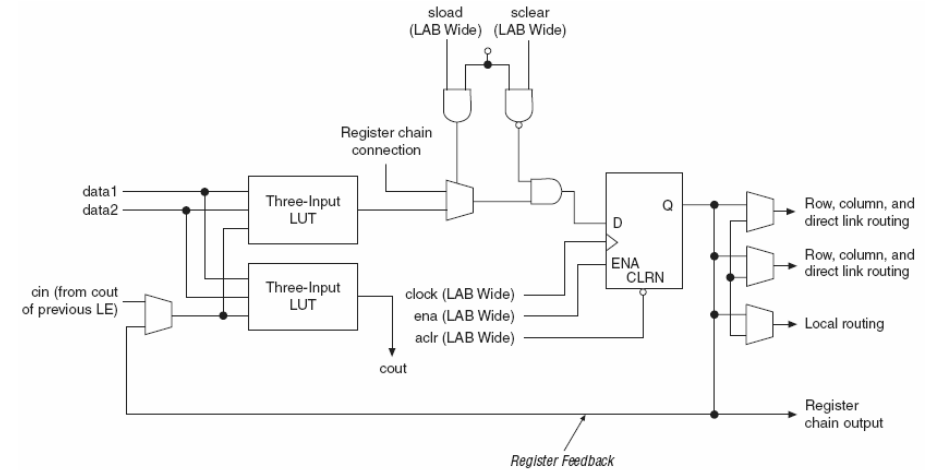 sload
(LAB Wide)
sclear
(LAB Wide)
Register chain
connection
data1
data2
Three-Input
LUT
Three-Input
LUT
cin (from cout
of previous LE)
cout
Q
D
ENA
CLRN
clock (LAB Wide)
ena (LAB Wide)
aclr (LAB Wide)
Row, column, and
direct link routing
Row, column, and
direct link routing
Local routing
Register
chain output
Register Feedback